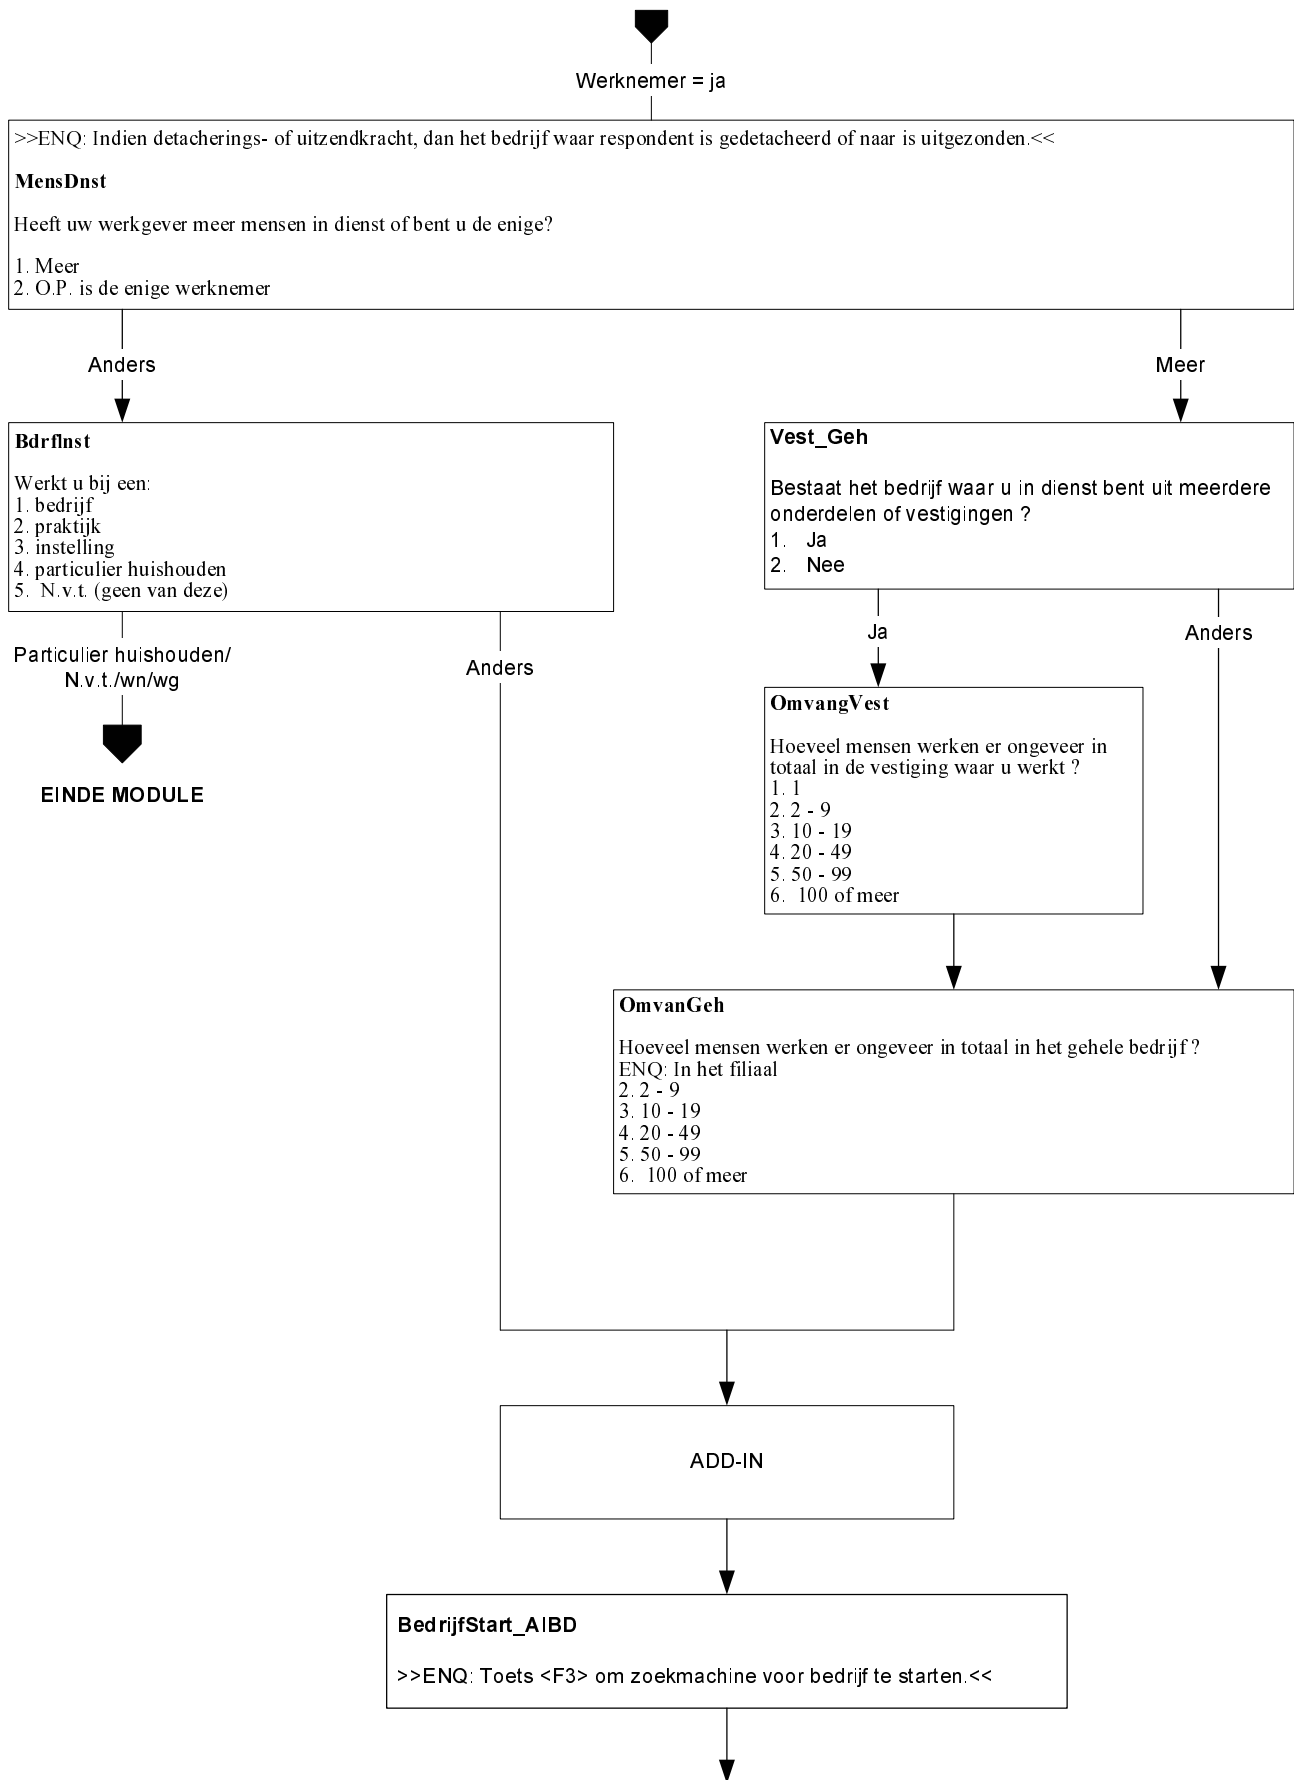 Werknemer = ja
>>ENQ: Indien detacherings- of uitzendkracht, dan het bedrijf waar respondent is gedetacheerd of naar is uitgezonden.<<
MensDnst
Heeft uw werkgever meer mensen in dienst of bent u de enige?
1. Meer
2. O.P. is de enige werknemer
Anders
Meer
BdrfInst
Werkt u bij een:
1. bedrijf
2. praktijk
3. instelling
4. particulier huishouden
5. N.v.t. (geen van deze)
Vest_Geh
Bestaat het bedrijf waar u in dienst bent uit meerdere
onderdelen of vestigingen ?
1. Ja
2. Nee
Particulier huishouden/
N.v.t./wn/wg
Anders
Ja
Anders
EINDE MODULE
OmvangVest
Hoeveel mensen werken er ongeveer in
totaal in de vestiging waar u werkt ?
1. 1
2. 2 - 9
3. 10 - 19
4. 20 - 49
5. 50 - 99
6. 100 of meer
OmvanGeh
Hoeveel mensen werken er ongeveer in totaal in het gehele bedrijf ?
ENQ: In het filiaal
2. 2 - 9
3. 10 - 19
4. 20 - 49
5. 50 - 99
6. 100 of meer
ADD-IN
BedrijfStart_AIBD
>>ENQ: Toets <F3> om zoekmachine voor bedrijf te starten.<<